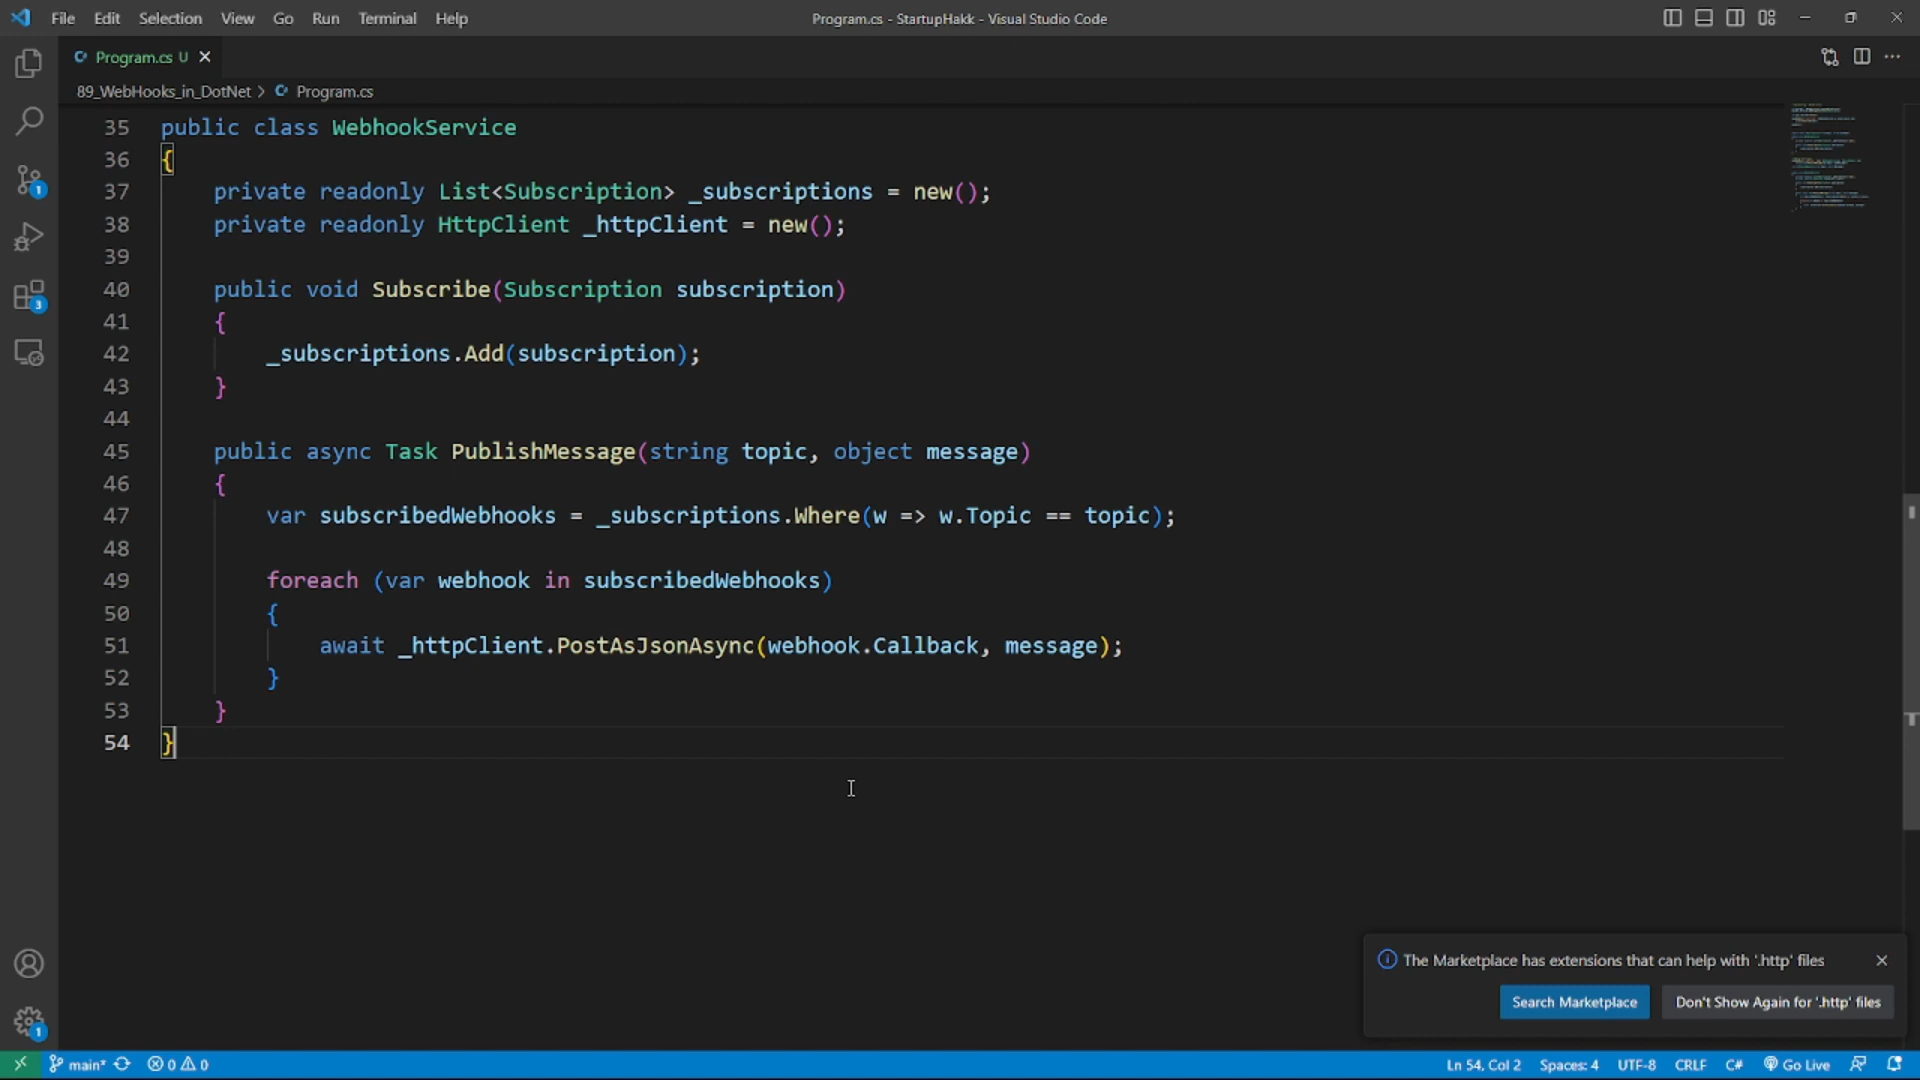 File Edit Selection View Go Run Terminal Help
Program.cs - StartupHakk - Visual Studio Code
Program.cs U
89_WebHooks_in_DotNet > Program.cs
35 public class WebhookService
36 {
37 private readonly List<Subscription> _subscriptions = new();
38 private readonly HttpClient _httpClient = new();
39
40 public void Subscribe(Subscription subscription)
41 {
42 _subscriptions.Add(subscription);
43 }
44
45 public async Task PublishMessage(string topic, object message)
46 {
47 var subscribedWebhooks = _subscriptions.Where(w => w.Topic == topic);
48
49 foreach (var webhook in subscribedWebhooks)
50 {
51 await _httpClient.PostAsJsonAsync(webhook.Callback, message);
52 }
53 }
54 }
1
3
1
The Marketplace has extensions that can help with '.http' files
Search Marketplace
Don't Show Again for '.http' files
main* 0 0
Ln 54, Col 2 Spaces: 4 UTF-8 CRLF C# Go Live